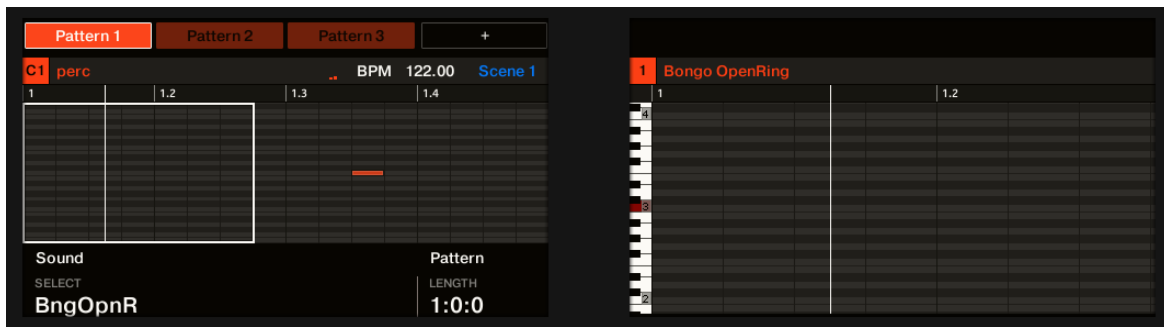 Pattern 1 Pattern 2 Pattern 3 +
C1 perc BPM 122.00 Scene 1
1 1.2 1.3 1.4
Sound Pattern
SELECT LENGTH
BngOpnR 1:0:0
1 Bongo OpenRing
1 1.2
4
3
2